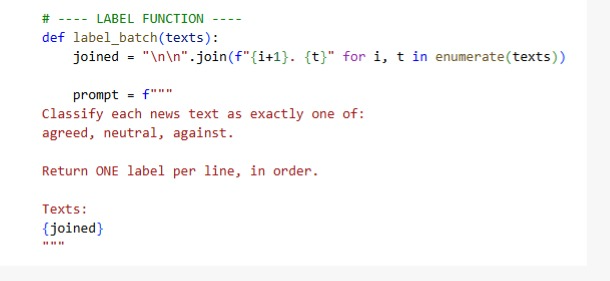 # ---- LABEL FUNCTION ----
def label_batch(texts):
    joined = "\n\n".join(f"{i+1}. {t}" for i, t in enumerate(texts))
    prompt = f"""
Classify each news text as exactly one of:
agreed, neutral, against.
Return ONE label per line, in order.
Texts:
{joined}
"""